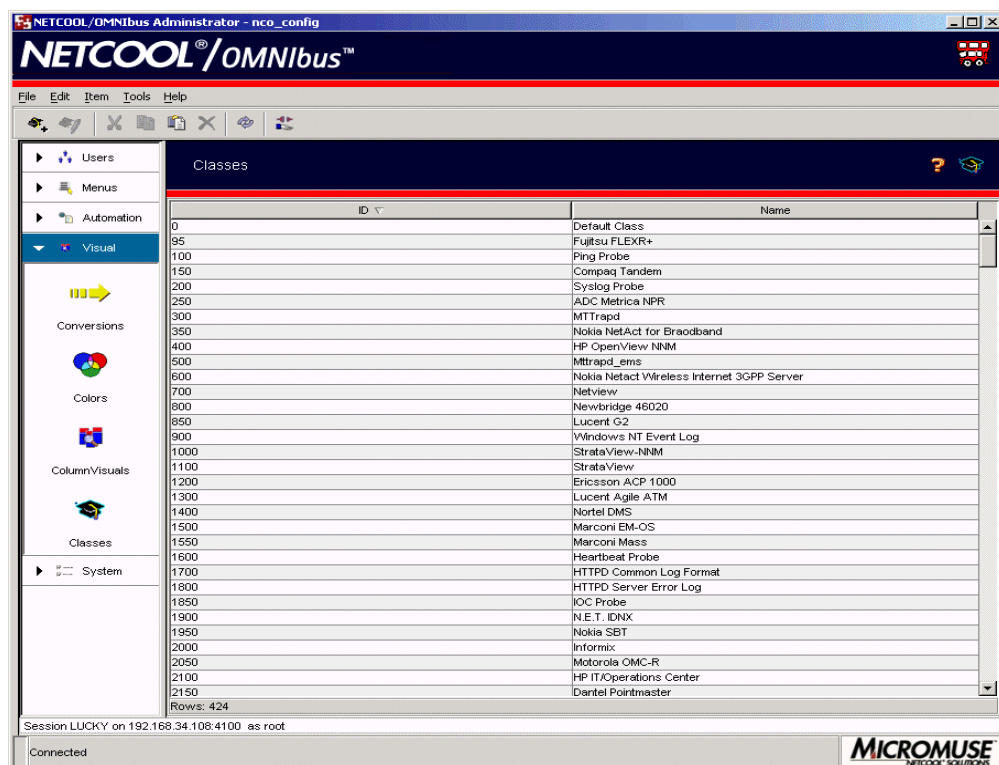 NETCOOL/OMNIbus Administrator - nco_config
NETCOOL®/OMNIbus™
File Edit Item Tools Help
Users
Menus
Automation
Visual
Conversions
Colors
ColumnVisuals
Classes
System
Classes
ID Name
0 Default Class
95 Fujitsu FLEXR+
100 Ping Probe
150 Compaq Tandem
200 Syslog Probe
250 ADC Metrica NPR
300 MTTrapd
350 Nokia NetAct for Braodband
400 HP OpenView NNM
500 Mttrapd_ems
600 Nokia Netact Wireless Internet 3GPP Server
700 Netview
800 Newbridge 46020
850 Lucent G2
900 Windows NT Event Log
1000 StrataView-NNM
1100 StrataView
1200 Ericsson ACP 1000
1300 Lucent Agile ATM
1400 Nortel DMS
1500 Marconi EM-OS
1550 Marconi Mass
1600 Heartbeat Probe
1700 HTTPD Common Log Format
1800 HTTPD Server Error Log
1850 IOC Probe
1900 N.E.T. IDNX
1950 Nokia SBT
2000 Informix
2050 Motorola OMC-R
2100 HP IT/Operations Center
2150 Dantel Pointmaster
Rows: 424
Session LUCKY on 192.168.34.108:4100 as root
Connected
MICROMUSE
NETCOOL® SOLUTIONS